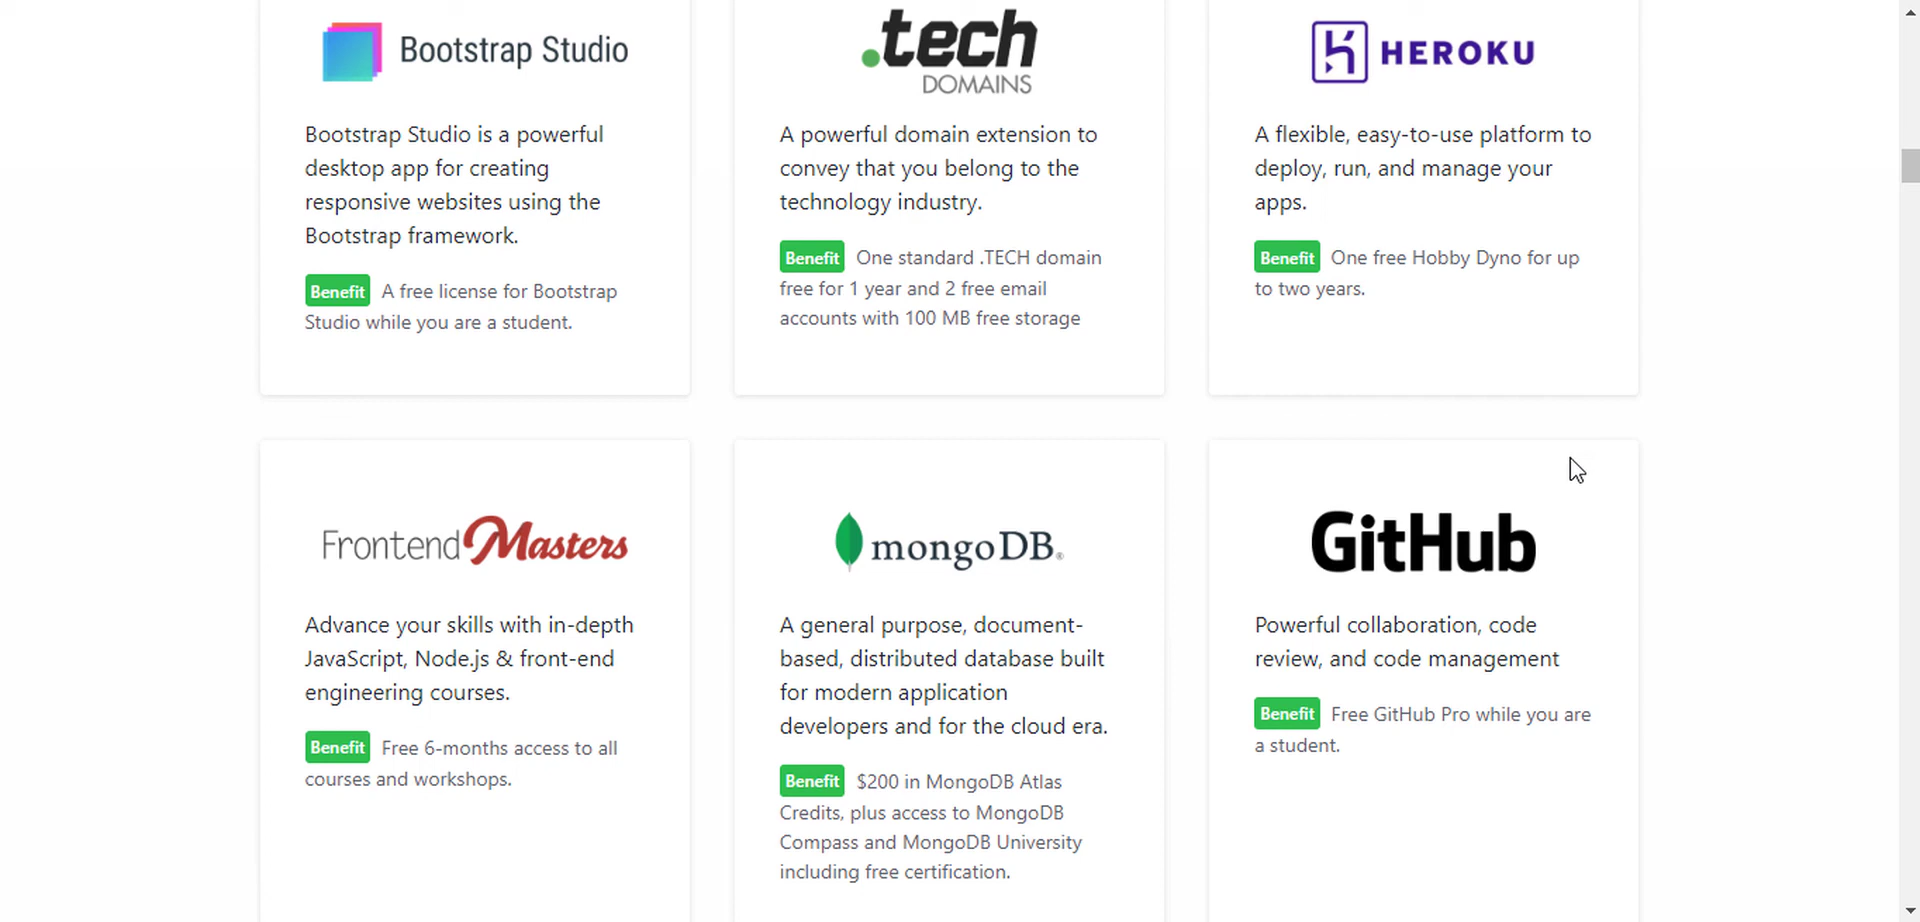 Bootstrap Studio
Bootstrap Studio is a powerful
desktop app for creating
responsive websites using the
Bootstrap framework.
Benefit A free license for Bootstrap
Studio while you are a student.
.tech
DOMAINS
A powerful domain extension to
convey that you belong to the
technology industry.
Benefit One standard .TECH domain
free for 1 year and 2 free email
accounts with 100 MB free storage
HEROKU
A flexible, easy-to-use platform to
deploy, run, and manage your
apps.
Benefit One free Hobby Dyno for up
to two years.
Frontend Masters
Advance your skills with in-depth
JavaScript, Node.js & front-end
engineering courses.
Benefit Free 6-months access to all
courses and workshops.
mongoDB®
A general purpose, document-
based, distributed database built
for modern application
developers and for the cloud era.
Benefit $200 in MongoDB Atlas
Credits, plus access to MongoDB
Compass and MongoDB University
including free certification.
GitHub
Powerful collaboration, code
review, and code management
Benefit Free GitHub Pro while you are
a student.